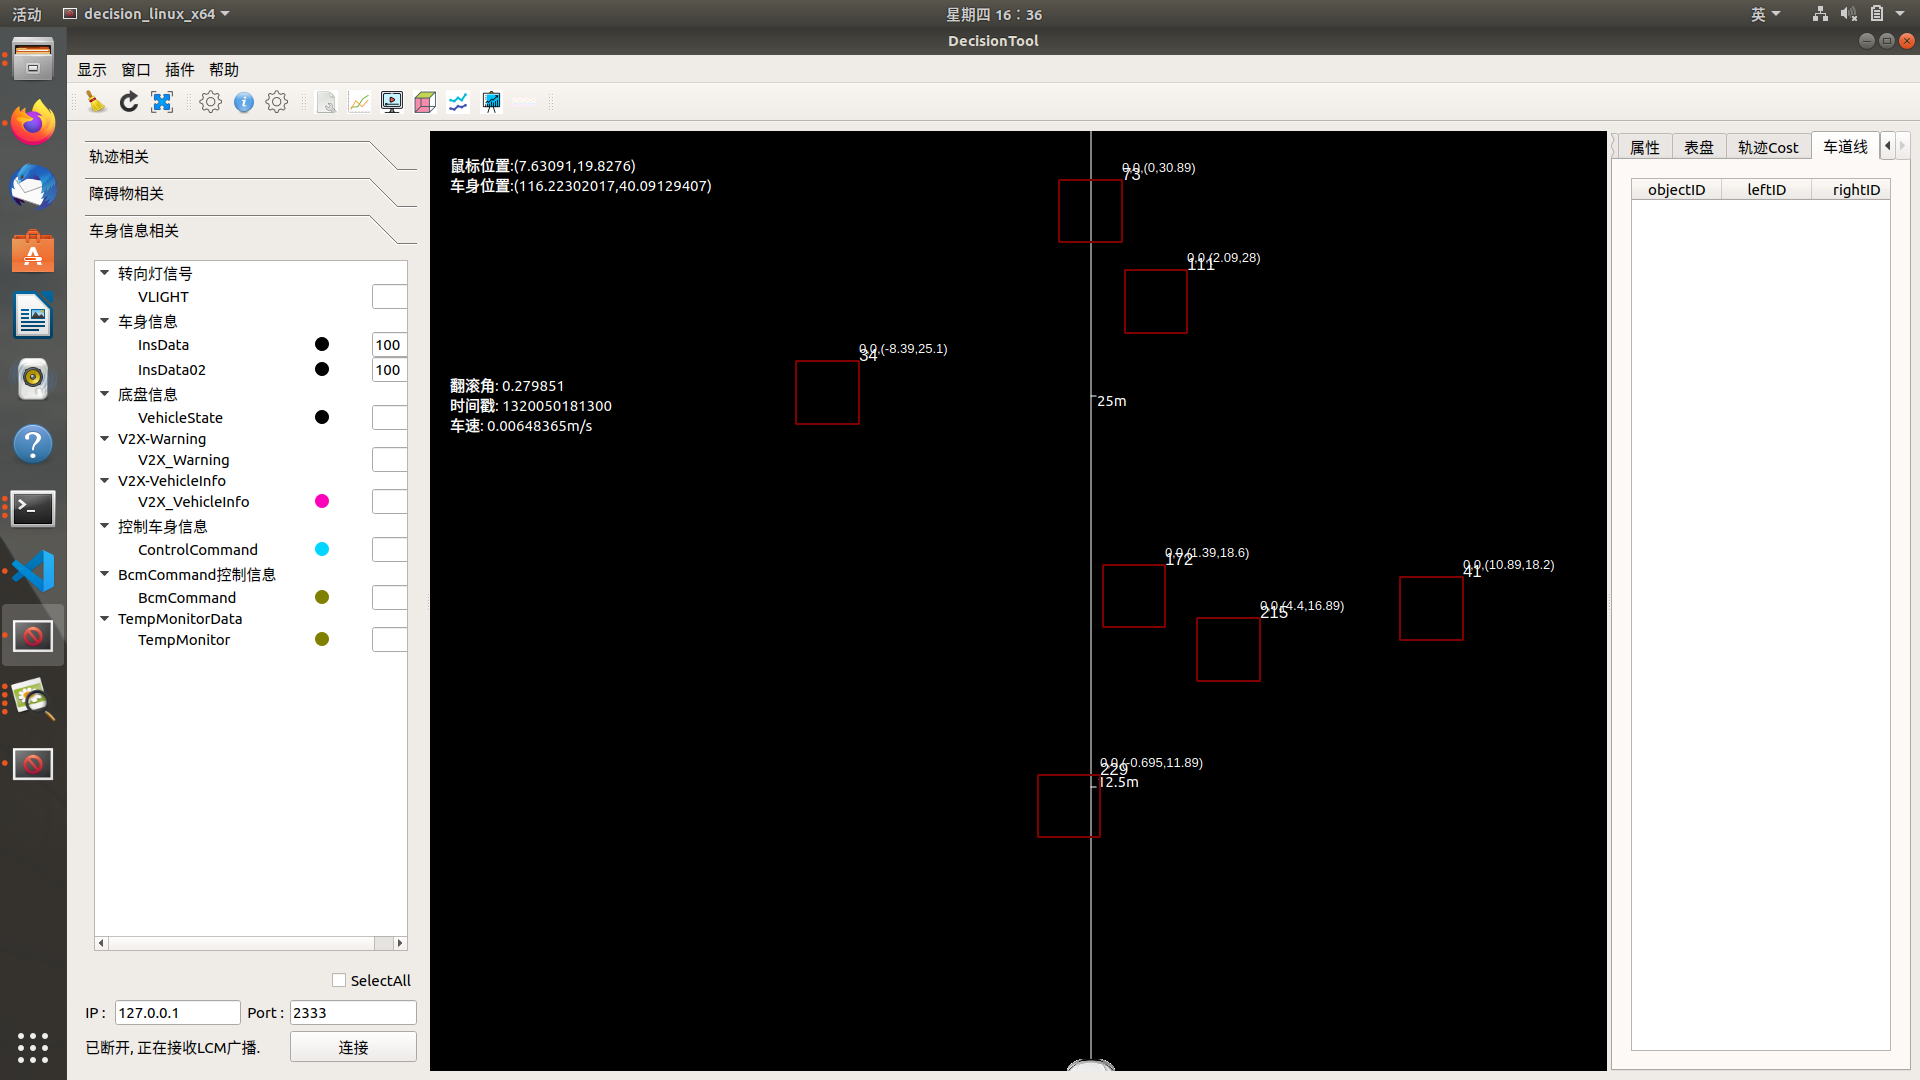 活动
decision_linux_x64
星期四 16：36
英
DecisionTool
显示 窗口 插件 帮助
轨迹相关
障碍物相关
车身信息相关
转向灯信号
VLIGHT
车身信息
InsData 100
InsData02 100
底盘信息
VehicleState
V2X-Warning
V2X_Warning
V2X-VehicleInfo
V2X_VehicleInfo
控制车身信息
ControlCommand
BcmCommand控制信息
BcmCommand
TempMonitorData
TempMonitor
SelectAll
IP : 127.0.0.1 Port : 2333
已断开, 正在接收LCM广播.
连接
鼠标位置:(7.63091,19.8276)
车身位置:(116.22302017,40.09129407)
翻滚角: 0.279851
时间戳: 1320050181300
车速: 0.00648365m/s
0,0,(0,30.89)
73
0,0,(2.09,28)
111
0,0,(-8.39,25.1)
34
25m
0,0,(1.39,18.6)
172
0,0,(10.89,18.2)
41
0,0,(4.4,16.89)
215
0,0,(-0.695,11.89)
229
12.5m
属性 表盘 轨迹Cost 车道线
objectID leftID rightID